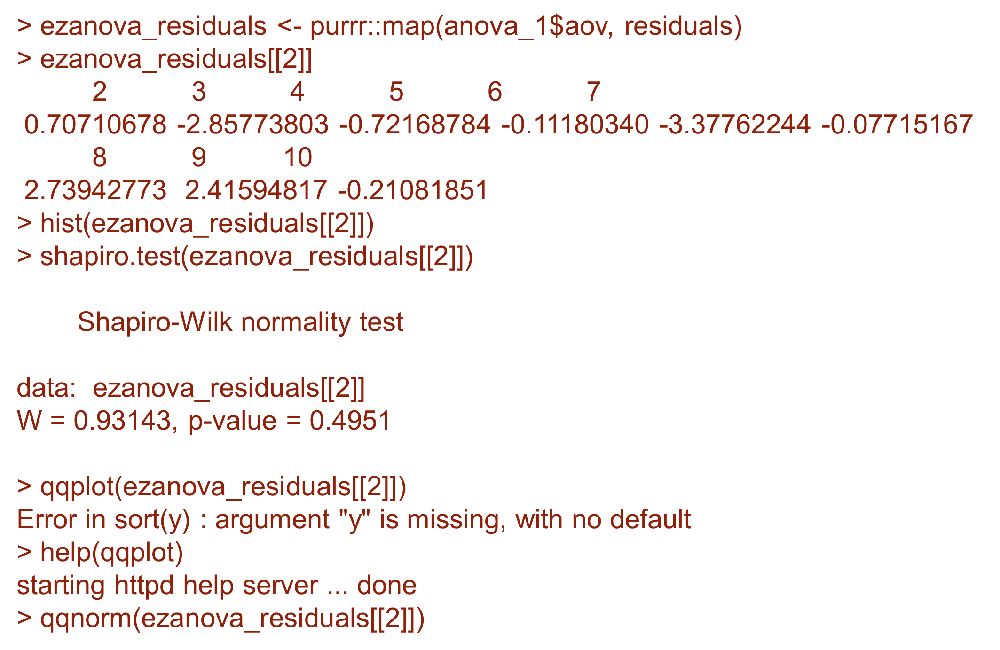 > ezanova_residuals <- purrr::map(anova_1$aov, residuals)
> ezanova_residuals[[2]]
2 3 4 5 6 7
0.70710678 -2.85773803 -0.72168784 -0.11180340 -3.37762244 -0.07715167
8 9 10
2.73942773 2.41594817 -0.21081851
> hist(ezanova_residuals[[2]])
> shapiro.test(ezanova_residuals[[2]])
Shapiro-Wilk normality test
data: ezanova_residuals[[2]]
W = 0.93143, p-value = 0.4951
> qqplot(ezanova_residuals[[2]])
Error in sort(y) : argument "y" is missing, with no default
> help(qqplot)
starting httpd help server ... done
> qqnorm(ezanova_residuals[[2]])